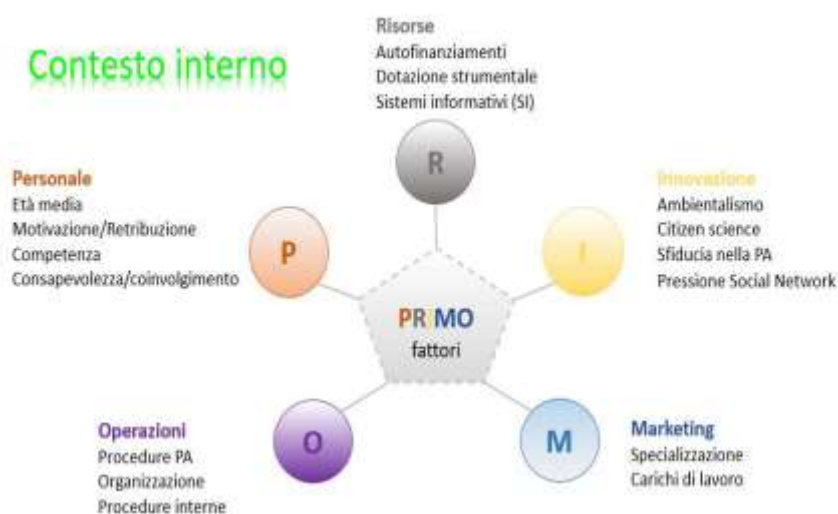 Contesto interno
Risorse
Autofinanziamenti
Dotazione strumentale
Sistemi informativi (SI)
R
Personale
Età media
Motivazione/Retribuzione
Competenza
Consapevolezza/coinvolgimento
P
I
Innovazione
Ambientalismo
Citizen science
Sfiducia nella PA
Pressione Social Network
PRIMO
fattori
Operazioni
Procedure PA
Organizzazione
Procedure interne
O
M
Marketing
Specializzazione
Carichi di lavoro